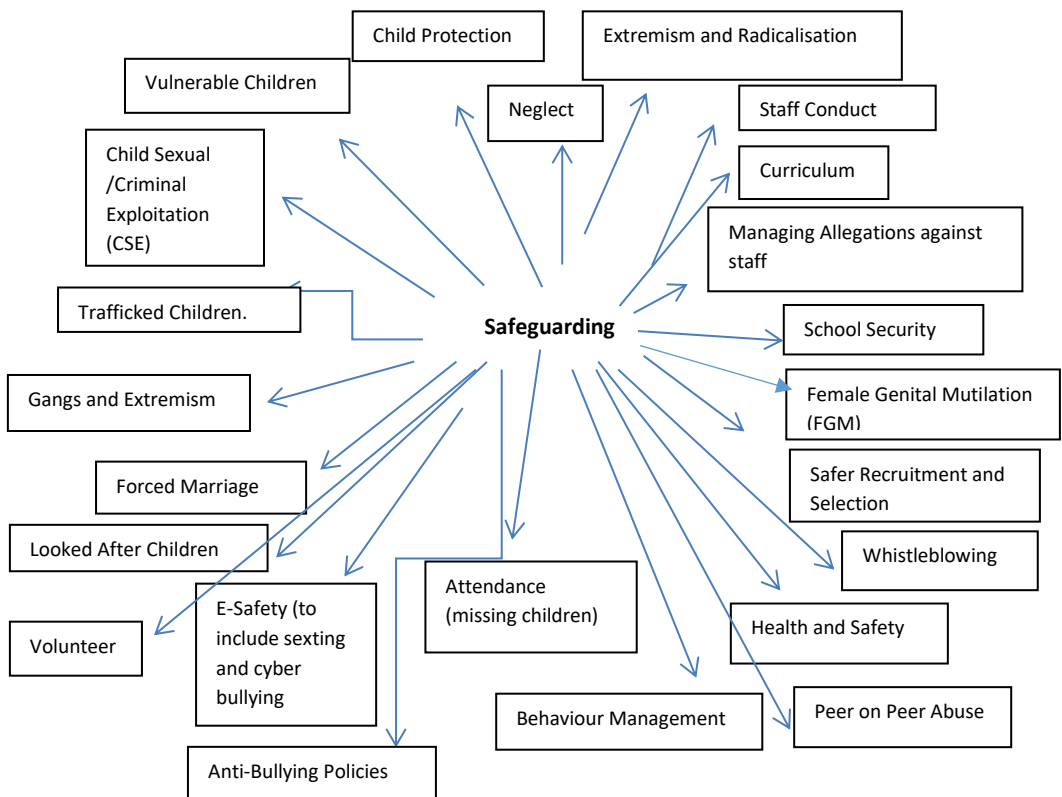 Child Protection
Extremism and Radicalisation
Vulnerable Children
Neglect
Staff Conduct
Child Sexual
/Criminal
Exploitation
(CSE)
Curriculum
Managing Allegations against
staff
Trafficked Children.
Safeguarding
School Security
Gangs and Extremism
Female Genital Mutilation
(FGM)
Forced Marriage
Safer Recruitment and
Selection
Looked After Children
Whistleblowing
Attendance
(missing children)
E-Safety (to
include sexting
and cyber
bullying
Volunteer
Health and Safety
Behaviour Management
Peer on Peer Abuse
Anti-Bullying Policies